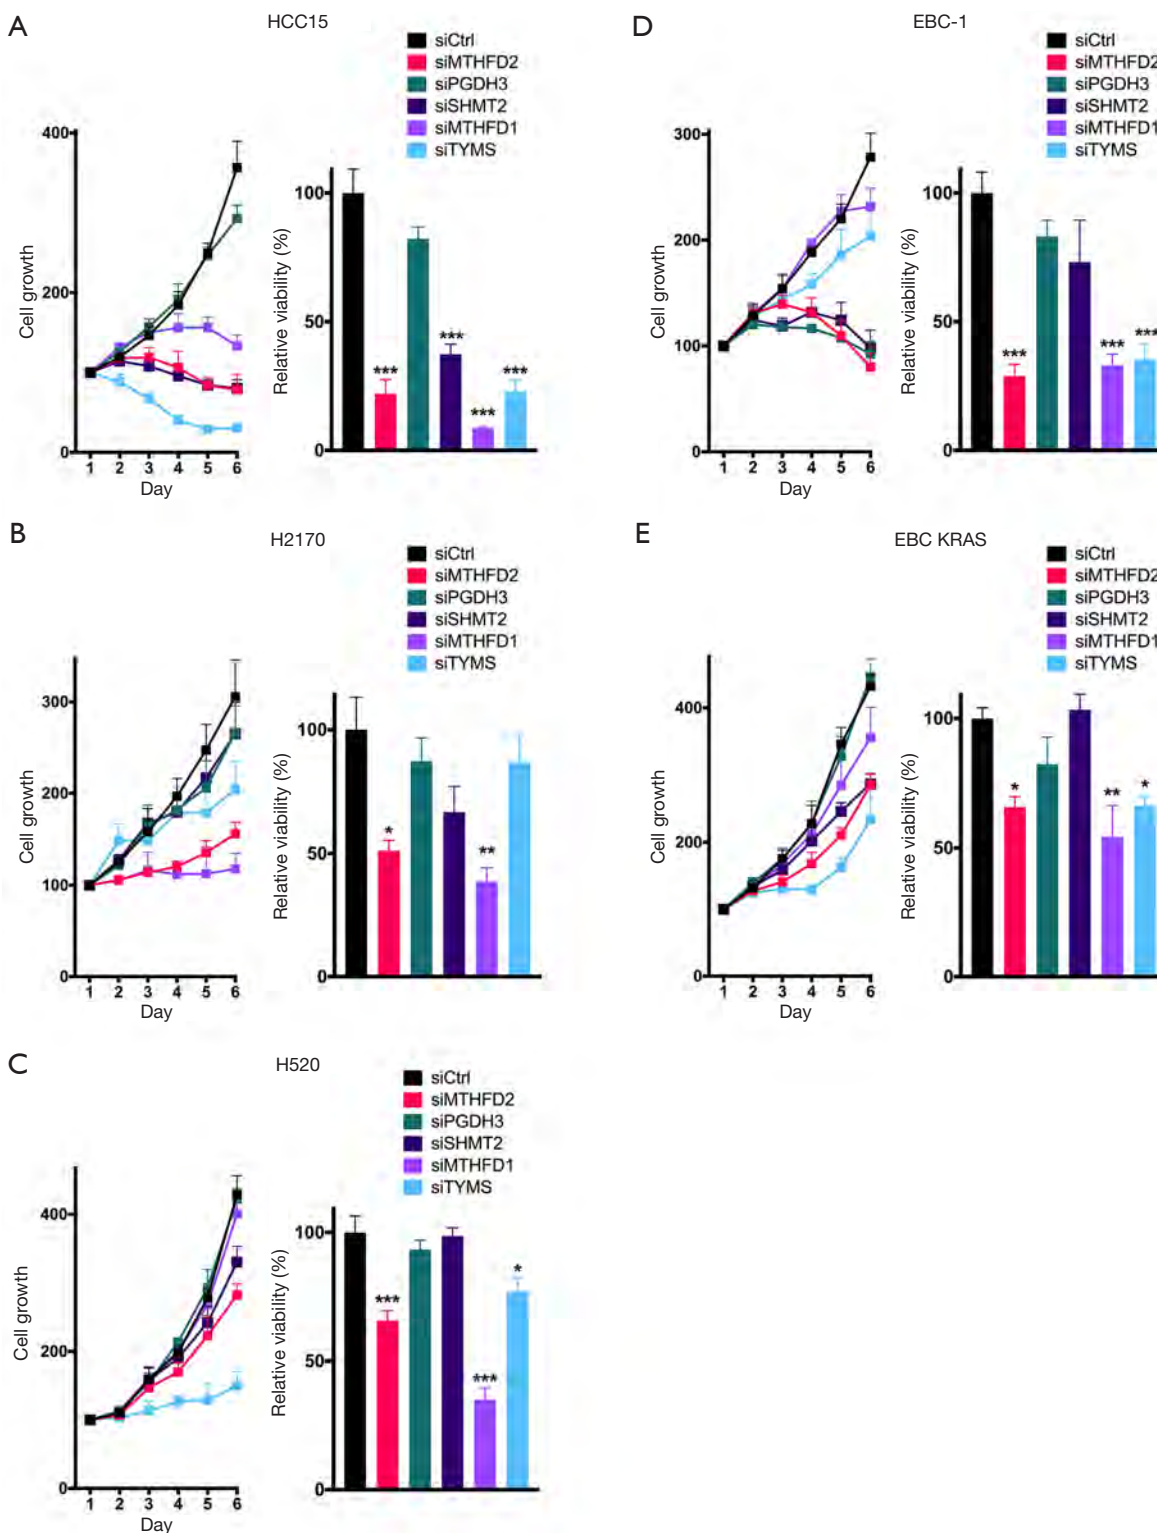 A
HCC15
siCtrl
siMTHFD2
siPGDH3
siSHMT2
siMTHFD1
siTYMS
Cell growth
400
200
0
1 2 3 4 5 6
Day
Relative viability (%)
100
50
0
*** *** *** ***
B
H2170
siCtrl
siMTHFD2
siPGDH3
siSHMT2
siMTHFD1
siTYMS
Cell growth
300
200
100
0
1 2 3 4 5 6
Day
Relative viability (%)
100
50
0
* **
C
H520
siCtrl
siMTHFD2
siPGDH3
siSHMT2
siMTHFD1
siTYMS
Cell growth
400
200
0
1 2 3 4 5 6
Day
Relative viability (%)
100
50
0
*** *** *
D
EBC-1
siCtrl
siMTHFD2
siPGDH3
siSHMT2
siMTHFD1
siTYMS
Cell growth
300
200
100
0
1 2 3 4 5 6
Day
Relative viability (%)
100
50
0
*** *** ***
E
EBC KRAS
siCtrl
siMTHFD2
siPGDH3
siSHMT2
siMTHFD1
siTYMS
Cell growth
400
200
0
1 2 3 4 5 6
Day
Relative viability (%)
100
50
0
* ** *